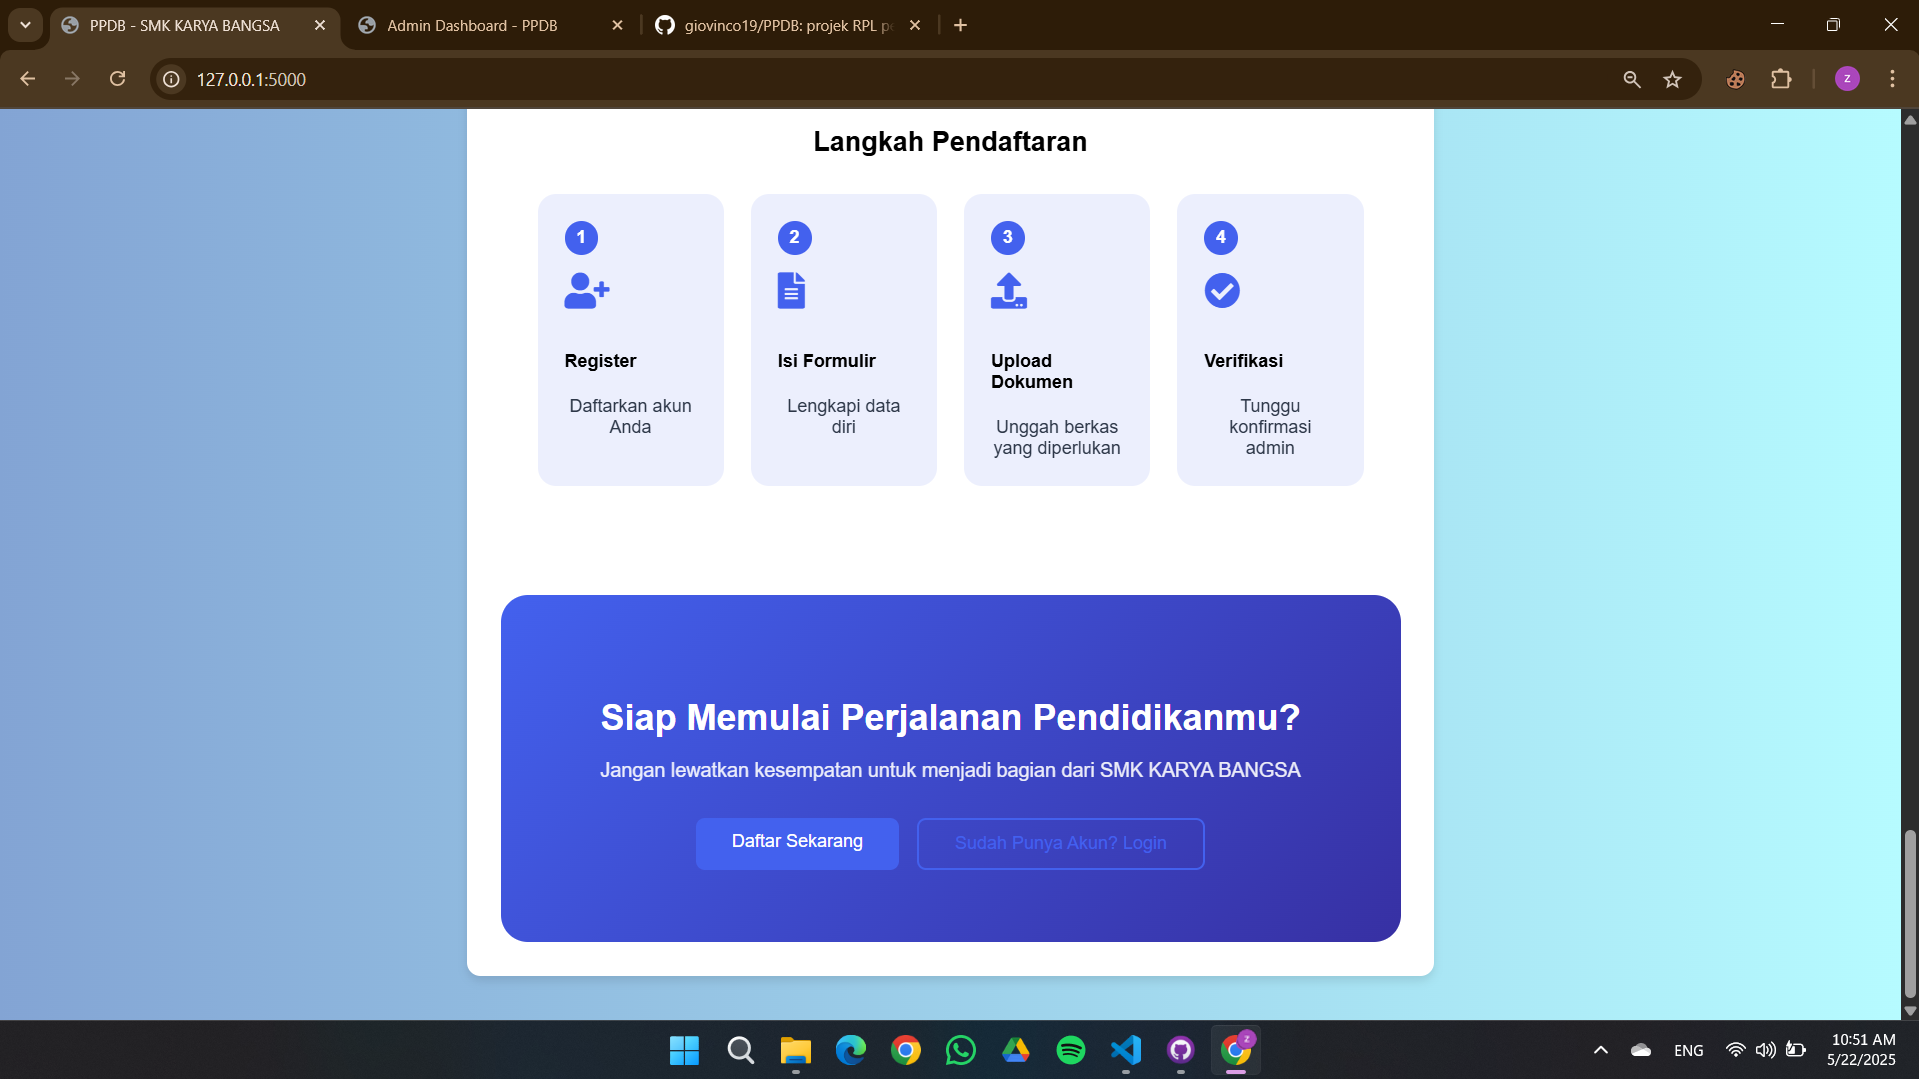 PPDB - SMK KARYA BANGSA
Admin Dashboard - PPDB
giovinco19/PPDB: projek RPL
127.0.0.1:5000
z
Langkah Pendaftaran
1
2
3
4
Register
Isi Formulir
Upload
Dokumen
Verifikasi
Daftarkan akun
Anda
Lengkapi data
diri
Unggah berkas
yang diperlukan
Tunggu
konfirmasi
admin
Siap Memulai Perjalanan Pendidikanmu?
Jangan lewatkan kesempatan untuk menjadi bagian dari SMK KARYA BANGSA
Daftar Sekarang
Sudah Punya Akun? Login
z
ENG
10:51 AM
5/22/2025